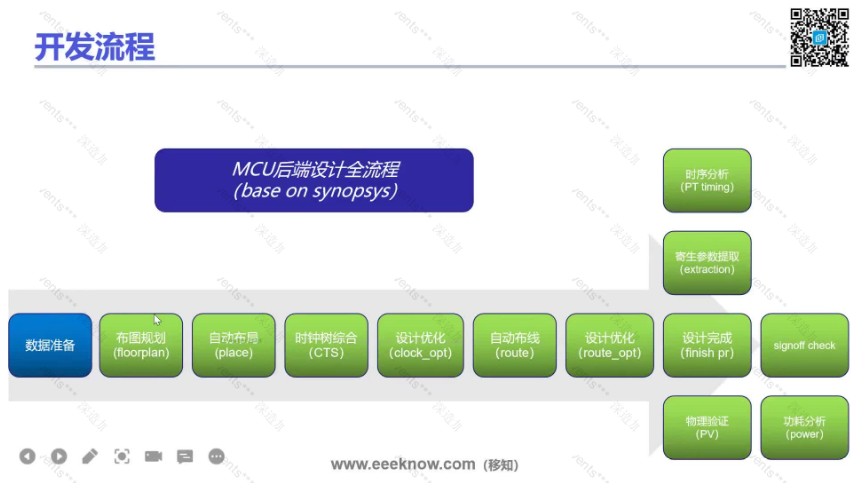 开发流程
MCU后端设计全流程
(base on synopsys)
时序分析
(PT timing)
寄生参数提取
(extraction)
数据准备
布图规划
(floorplan)
自动布局
(place)
时钟树综合
(CTS)
设计优化
(clock_opt)
自动布线
(route)
设计优化
(route_opt)
设计完成
(finish pr)
signoff check
物理验证
(PV)
功耗分析
(power)
www.eeeknow.com (移知)